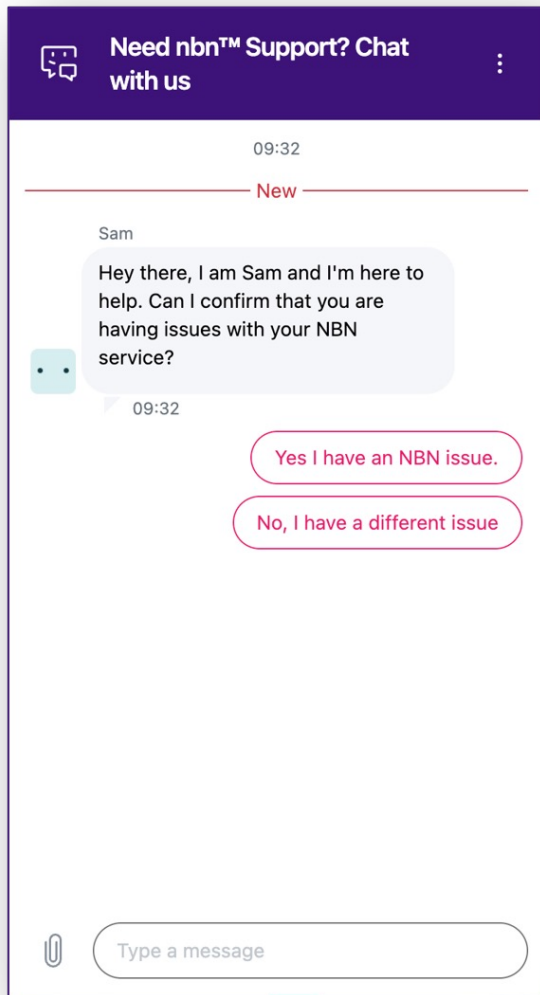 Need nbn™ Support? Chat
with us
09:32
New
Sam
Hey there, I am Sam and I'm here to
help. Can I confirm that you are
having issues with your NBN
service?
09:32
Yes I have an NBN issue.
No, I have a different issue
Type a message